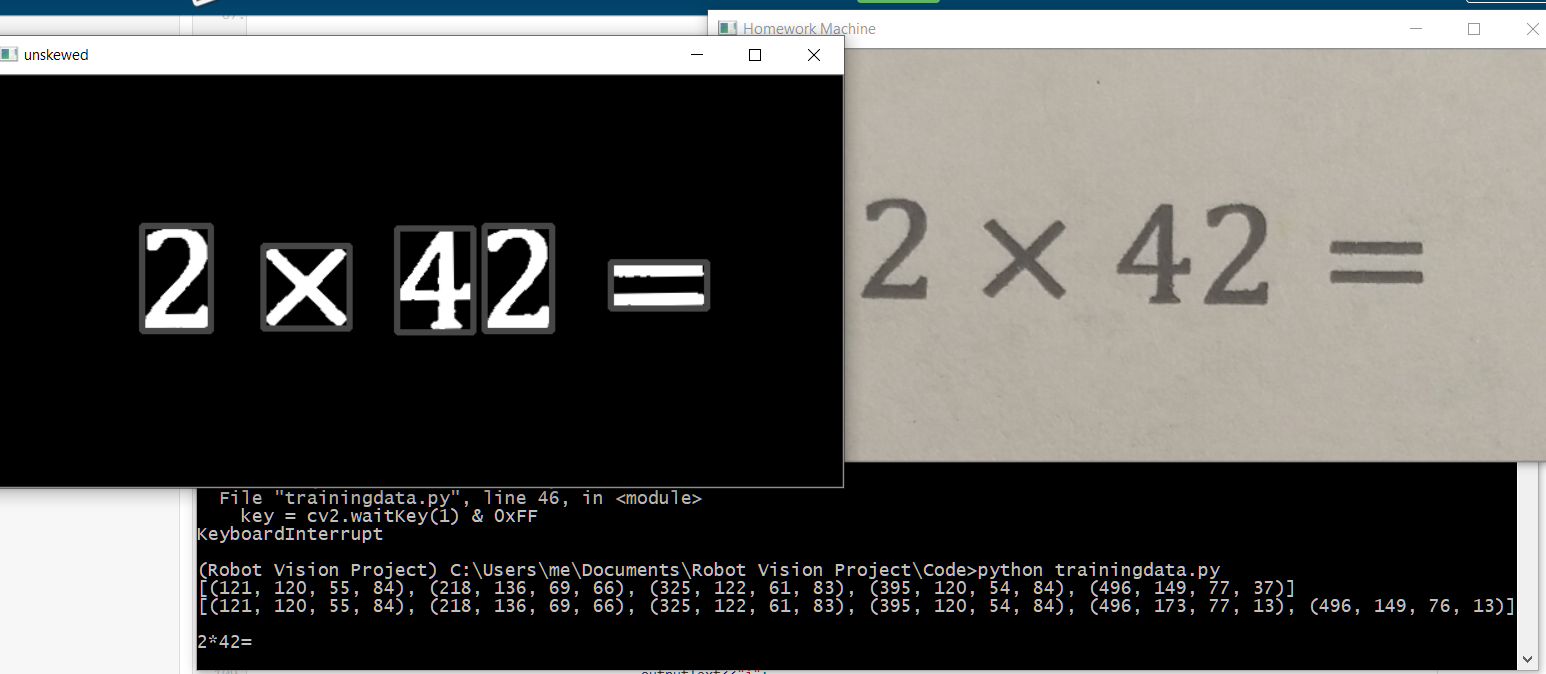 Homework Machine
unskewed
2 × 42 =
2 × 42 =
File "trainingdata.py", line 46, in <module>
key = cv2.waitKey(1) & 0xFF
KeyboardInterrupt
(Robot Vision Project) C:\Users\me\Documents\Robot Vision Project\Code>python trainingdata.py
[(121, 120, 55, 84), (218, 136, 69, 66), (325, 122, 61, 83), (395, 120, 54, 84), (496, 149, 77, 37)]
[(121, 120, 55, 84), (218, 136, 69, 66), (325, 122, 61, 83), (395, 120, 54, 84), (496, 173, 77, 13), (496, 149, 76, 13)]
2*42=